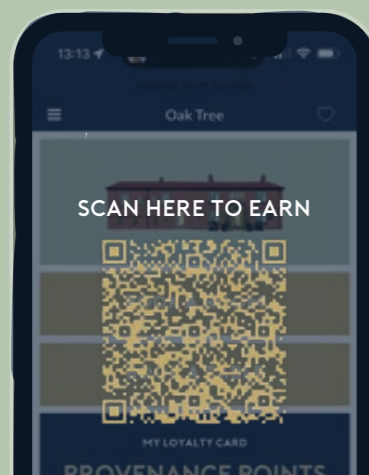 13:13
Oak Tree
SCAN HERE TO EARN
MY LOYALTY CARD
PROVENANCE POINTS